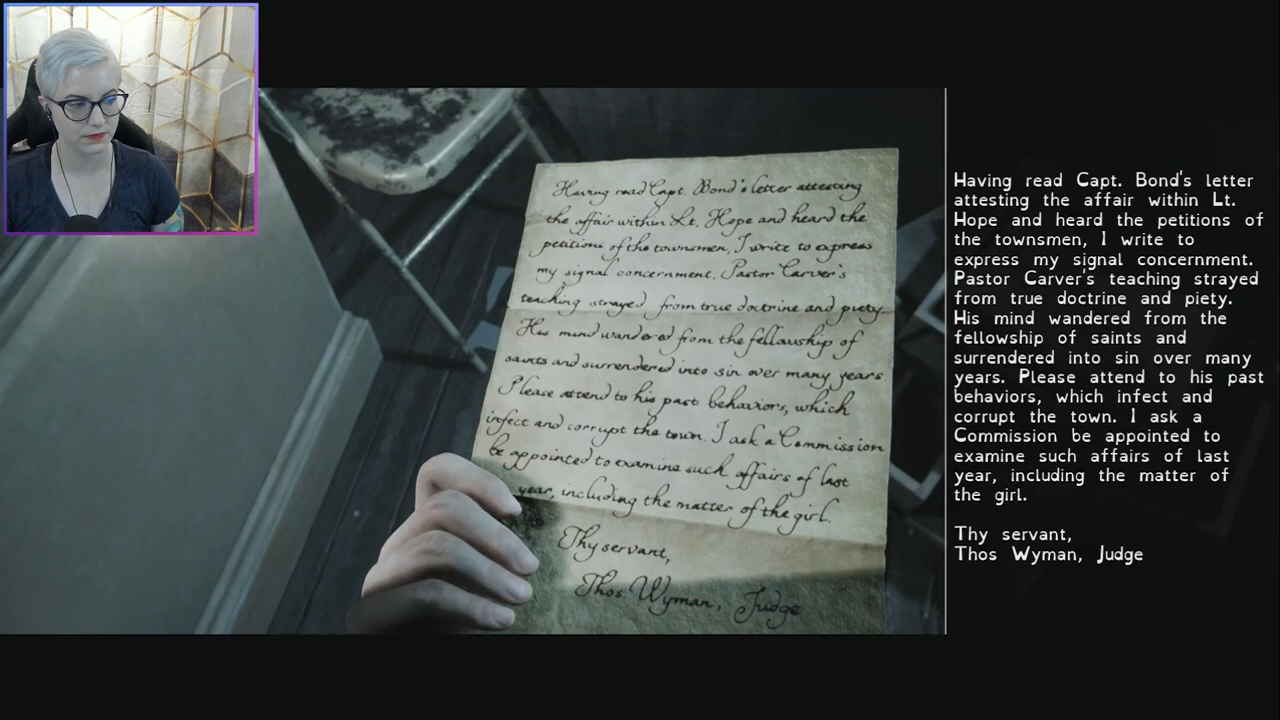 Having read Capt. Bond's letter attesting
the affair within Lt. Hope and heard the
petitions of the townsmen, I write to express
my signal concernment. Pastor Carver's
teaching strayed from true doctrine and piety.
His mind wandered from the fellowship of
saints and surrendered into sin over many years.
Please attend to his past behaviors, which
infect and corrupt the town. I ask a Commission
be appointed to examine such affairs of last
year, including the matter of the girl.
Thy servant,
Thos Wyman, Judge
Having read Capt. Bond's letter
attesting the affair within Lt.
Hope and heard the petitions of
the townsmen, I write to
express my signal concernment.
Pastor Carver's teaching strayed
from true doctrine and piety.
His mind wandered from the
fellowship of saints and
surrendered into sin over many
years. Please attend to his past
behaviors, which infect and
corrupt the town. I ask a
Commission be appointed to
examine such affairs of last
year, including the matter of
the girl.
Thy servant,
Thos Wyman, Judge